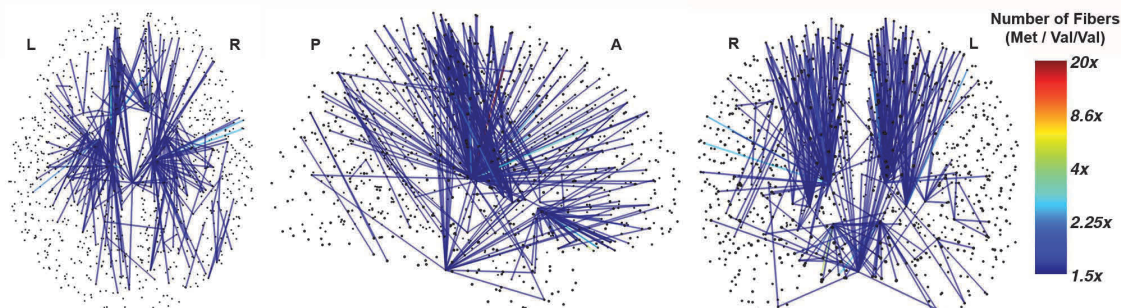 L
R
P
A
R
L
Number of Fibers
(Met / Val/Val)
20x
8.6x
4x
2.25x
1.5x